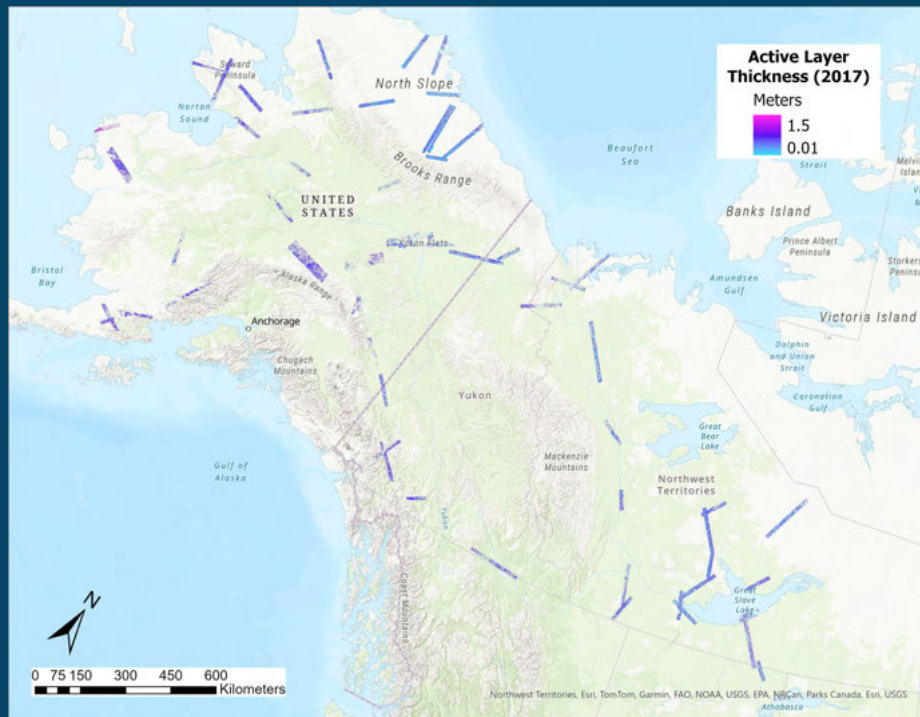 Active Layer
Thickness (2017)
Meters
1.5
0.01
Seward
Peninsula
North Slope
Norton
Sound
Brooks Range
Beaufort
Sea
Strait
Banks Island
Prince Albert
Peninsula
UNITED
STATES
Amundsen
Gulf
Victoria Island
Bristol
Bay
Alaska Range
Anchorage
Chugach
Mountains
Dolphin
and Union
Strait
Coronation
Gulf
Yukon
Great
Bear
Lake
Mackenzie
Mountains
Gulf of
Alaska
Northwest
Territories
Yukon
Coast Mountains
Great
Slave
Lake
N
0 75 150 300 450 600
Kilometers
Athabasca
Northwest Territories, Esri, TomTom, Garmin, FAO, NOAA, USGS, EPA, NRCan, Parks Canada, Esri, USGS